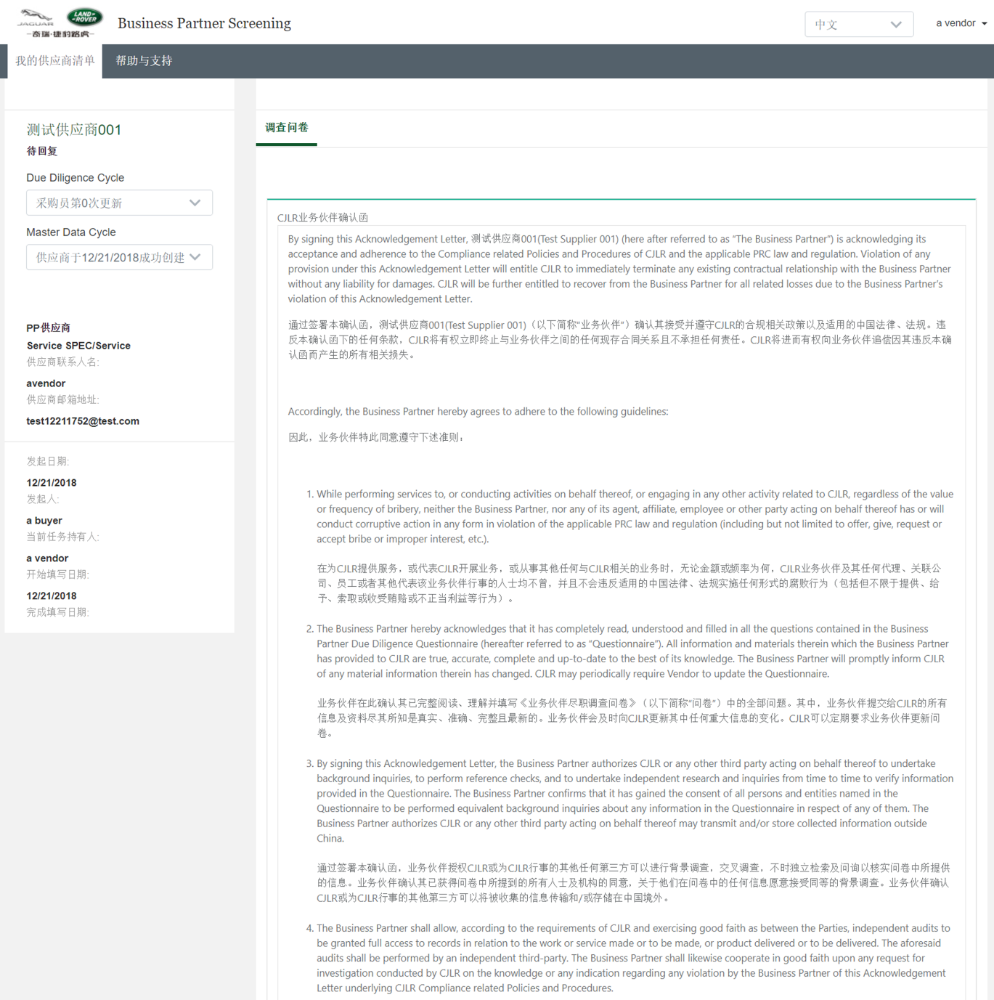 JAGUAR
LAND-
ROVER
奇瑞·捷豹路虎
Business Partner Screening
中文
a vendor
我的供应商清单
帮助与支持
测试供应商001
待回复
Due Diligence Cycle
采购员第0次更新
Master Data Cycle
供应商于12/21/2018成功创建
PP供应商
Service SPEC/Service
供应商联系人名:
avendor
供应商邮箱地址:
test12211752@test.com
发起日期:
12/21/2018
发起人:
a buyer
当前任务持有人:
a vendor
开始填写日期:
12/21/2018
完成填写日期:
调查问卷
CJLR业务伙伴确认函
By signing this Acknowledgement Letter, 测试供应商001(Test Supplier 001) (here after referred to as “The Business Partner”) is acknowledging its
acceptance and adherence to the Compliance related Policies and Procedures of CJLR and the applicable PRC law and regulation. Violation of any
provision under this Acknowledgement Letter will entitle CJLR to immediately terminate any existing contractual relationship with the Business Partner
without any liability for damages. CJLR will be further entitled to recover from the Business Partner for all related losses due to the Business Partner’s
violation of this Acknowledgement Letter.
通过签署本确认函，测试供应商001(Test Supplier 001)（以下简称“业务伙伴”）确认其接受并遵守CJLR的合规相关政策以及适用的中国法律、法规。违
反本确认函下的任何条款，CJLR将有权立即终止与业务伙伴之间的任何现存合同关系且不承担任何责任。CJLR将进而有权向业务伙伴追偿因其违反本确
认函而产生的所有相关损失。
Accordingly, the Business Partner hereby agrees to adhere to the following guidelines:
因此，业务伙伴特此同意遵守下述准则：
1. While performing services to, or conducting activities on behalf thereof, or engaging in any other activity related to CJLR, regardless of the value
or frequency of bribery, neither the Business Partner, nor any of its agent, affiliate, employee or other party acting on behalf thereof has or will
conduct corruptive action in any form in violation of the applicable PRC law and regulation (including but not limited to offer, give, request or
accept bribe or improper interest, etc.).
在为CJLR提供服务，或代表CJLR开展业务，或从事其他任何与CJLR相关的业务时，无论金额或频率为何，CJLR业务伙伴及其任何代理、关联公
司、员工或者其他代表该业务伙伴行事的人士均不曾，并且不会违反适用的中国法律、法规实施任何形式的腐败行为（包括但不限于提供、给
予、索取或收受贿赂或不正当利益等行为）。
2. The Business Partner hereby acknowledges that it has completely read, understood and filled in all the questions contained in the Business
Partner Due Diligence Questionnaire (hereafter referred to as “Questionnaire”). All information and materials therein which the Business Partner
has provided to CJLR are true, accurate, complete and up-to-date to the best of its knowledge. The Business Partner will promptly inform CJLR
of any material information therein has changed. CJLR may periodically require Vendor to update the Questionnaire.
业务伙伴在此确认其已完整阅读、理解并填写《业务伙伴尽职调查问卷》（以下简称“问卷”）中的全部问题。其中，业务伙伴提交给CJLR的所有
信息及资料尽其所知是真实、准确、完整且最新的。业务伙伴会及时向CJLR更新其中任何重大信息的变化。CJLR可以定期要求业务伙伴更新问
卷。
3. By signing this Acknowledgement Letter, the Business Partner authorizes CJLR or any other third party acting on behalf thereof to undertake
background inquiries, to perform reference checks, and to undertake independent research and inquiries from time to time to verify information
provided in the Questionnaire. The Business Partner confirms that it has gained the consent of all persons and entities named in the
Questionnaire to be performed equivalent background inquiries about any information in the Questionnaire in respect of any of them. The
Business Partner authorizes CJLR or any other third party acting on behalf thereof may transmit and/or store collected information outside
China.
通过签署本确认函，业务伙伴授权CJLR或为CJLR行事的其他任何第三方可以进行背景调查，交叉调查，不时独立检索及问询以核实问卷中所提供
的信息。业务伙伴确认其已获得问卷中所提到的所有人士及机构的同意，关于他们在问卷中的任何信息愿意接受同等的背景调查。业务伙伴确认
CJLR或为CJLR行事的其他第三方可以将被收集的信息传输和/或存储在中国境外。
4. The Business Partner shall allow, according to the requirements of CJLR and exercising good faith as between the Parties, independent audits to
be granted full access to records in relation to the work or service made or to be made, or product delivered or to be delivered. The aforesaid
audits shall be performed by an independent third-party. The Business Partner shall likewise cooperate in good faith upon any request for
investigation conducted by CJLR on the knowledge or any indication regarding any violation by the Business Partner of this Acknowledgement
Letter underlying CJLR Compliance related Policies and Procedures.